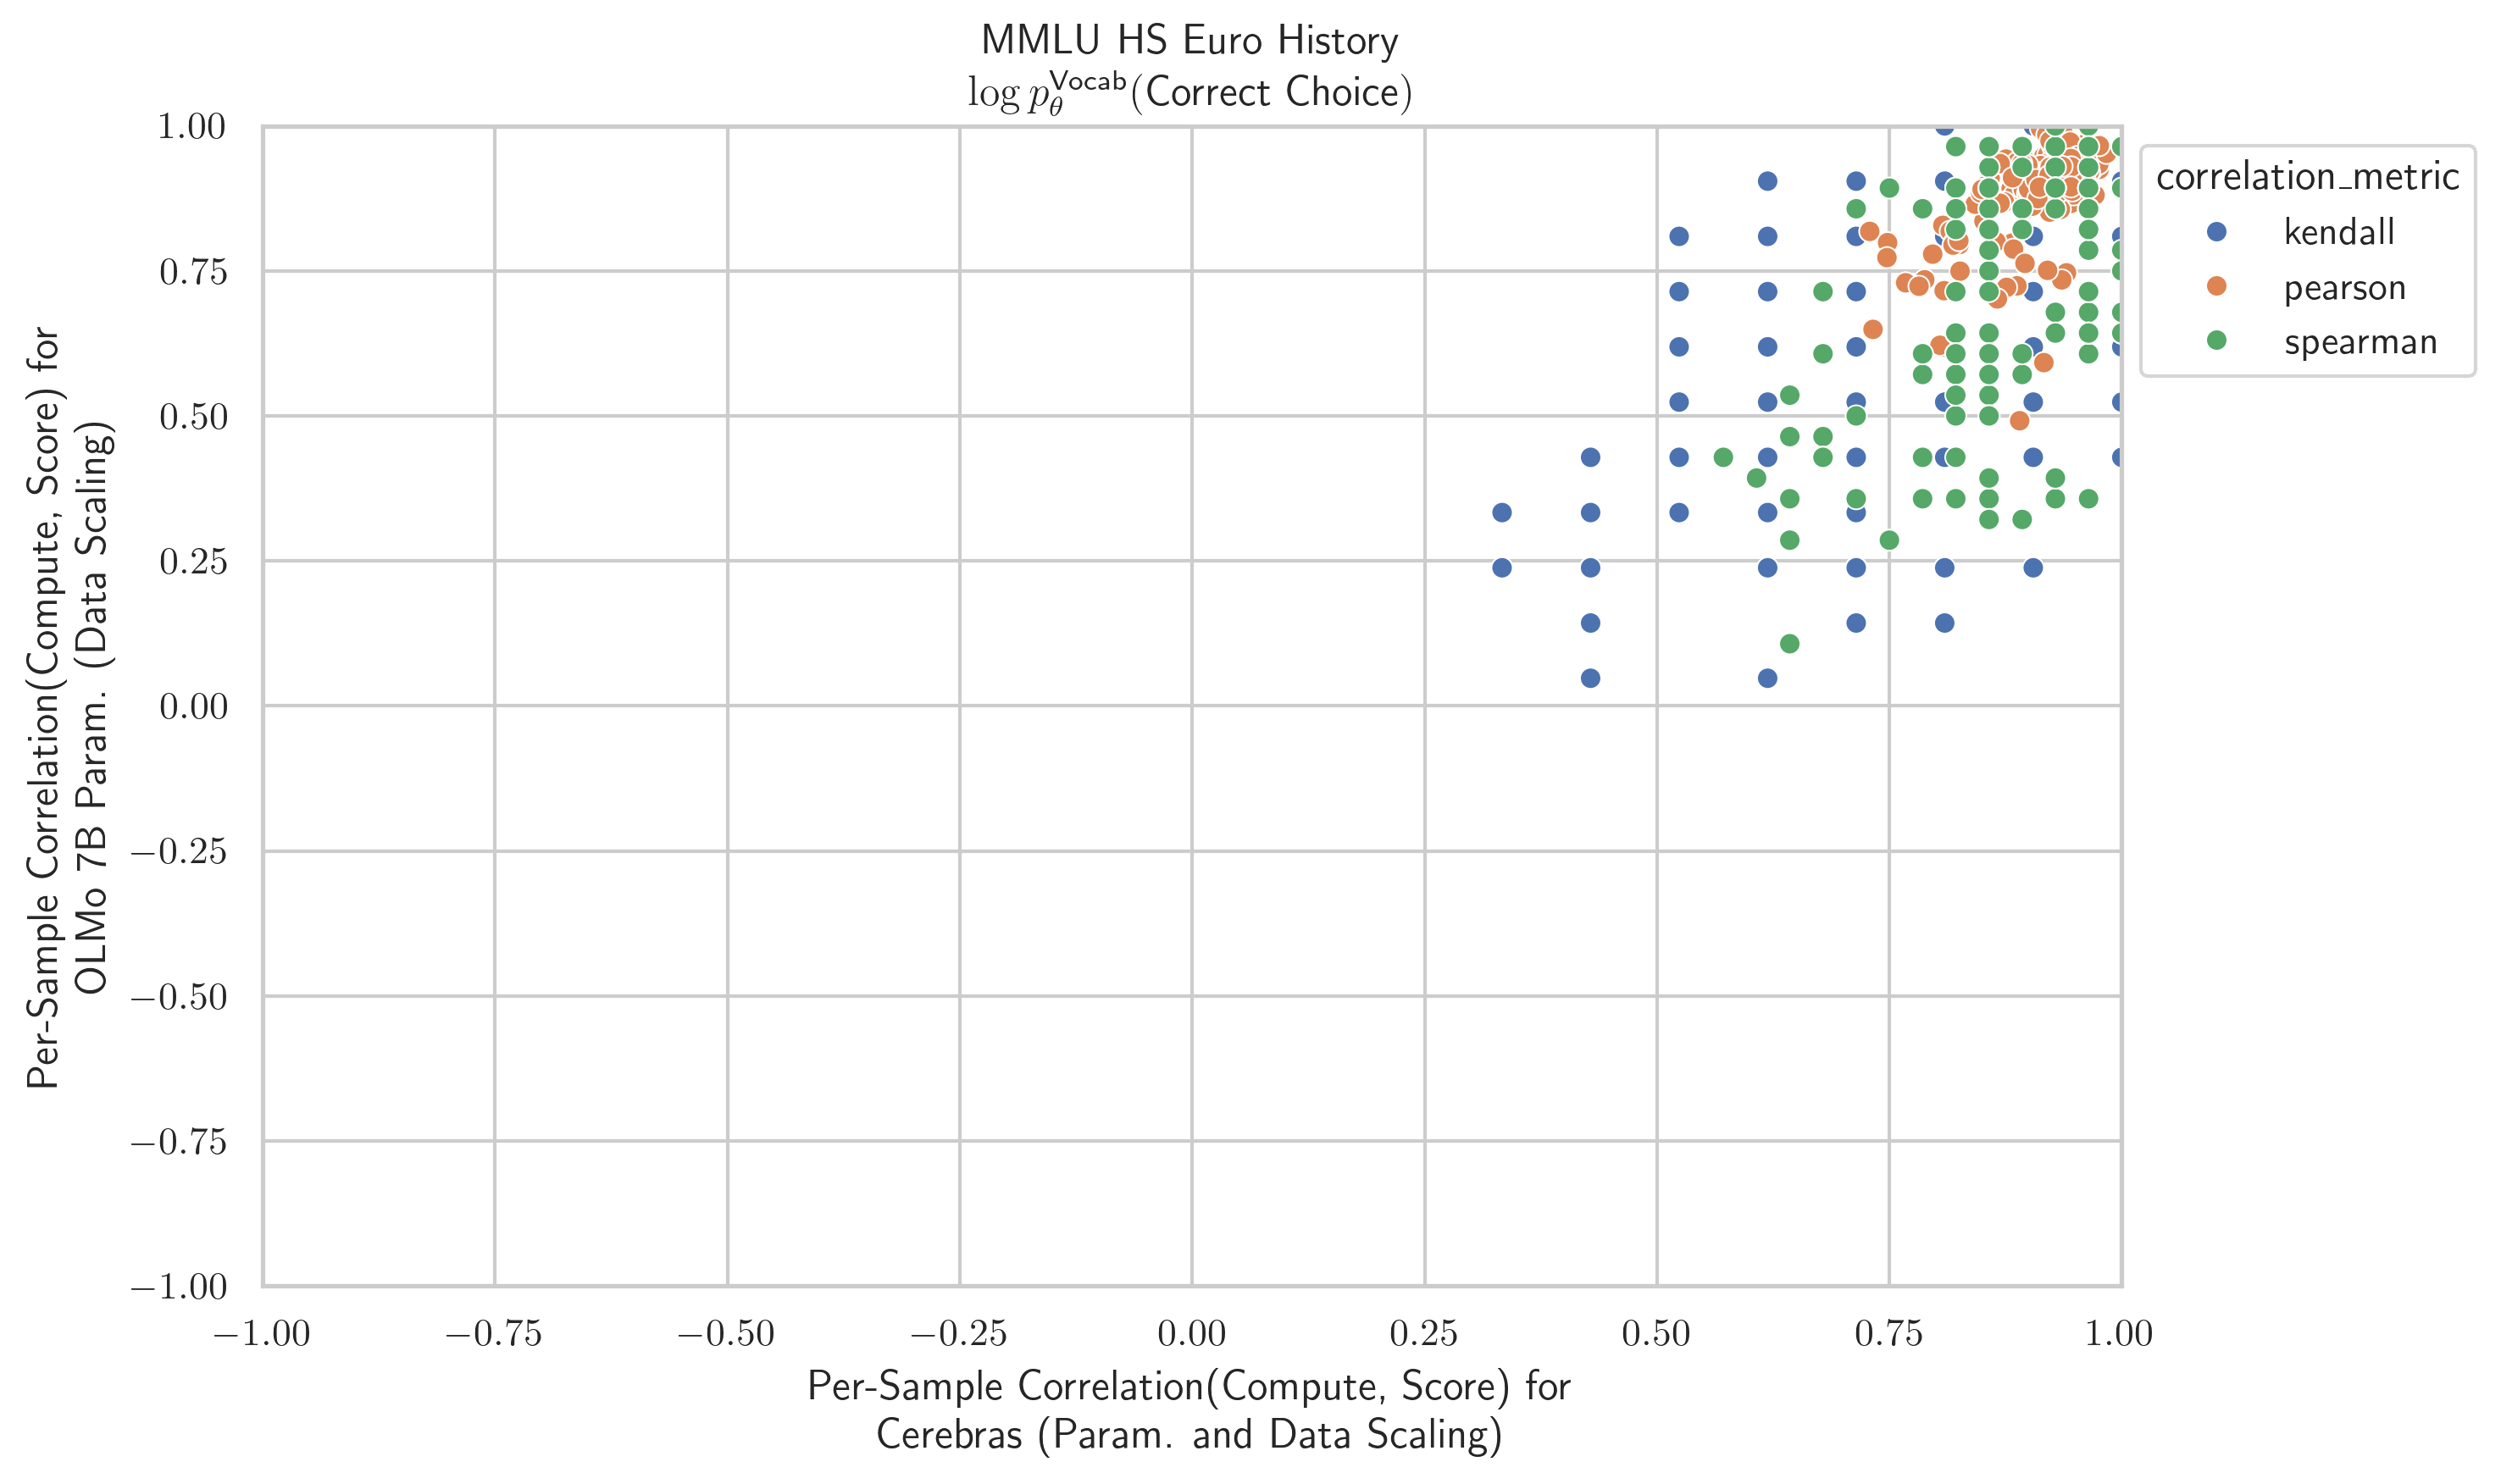 MMLU HS Euro History
log p_θ^Vocab(Correct Choice)
1.00
0.75
0.50
0.25
0.00
−0.25
−0.50
−0.75
−1.00
Per-Sample Correlation(Compute, Score) for
OLMo 7B Param. (Data Scaling)
correlation_metric
kendall
pearson
spearman
−1.00 −0.75 −0.50 −0.25 0.00 0.25 0.50 0.75 1.00
Per-Sample Correlation(Compute, Score) for
Cerebras (Param. and Data Scaling)